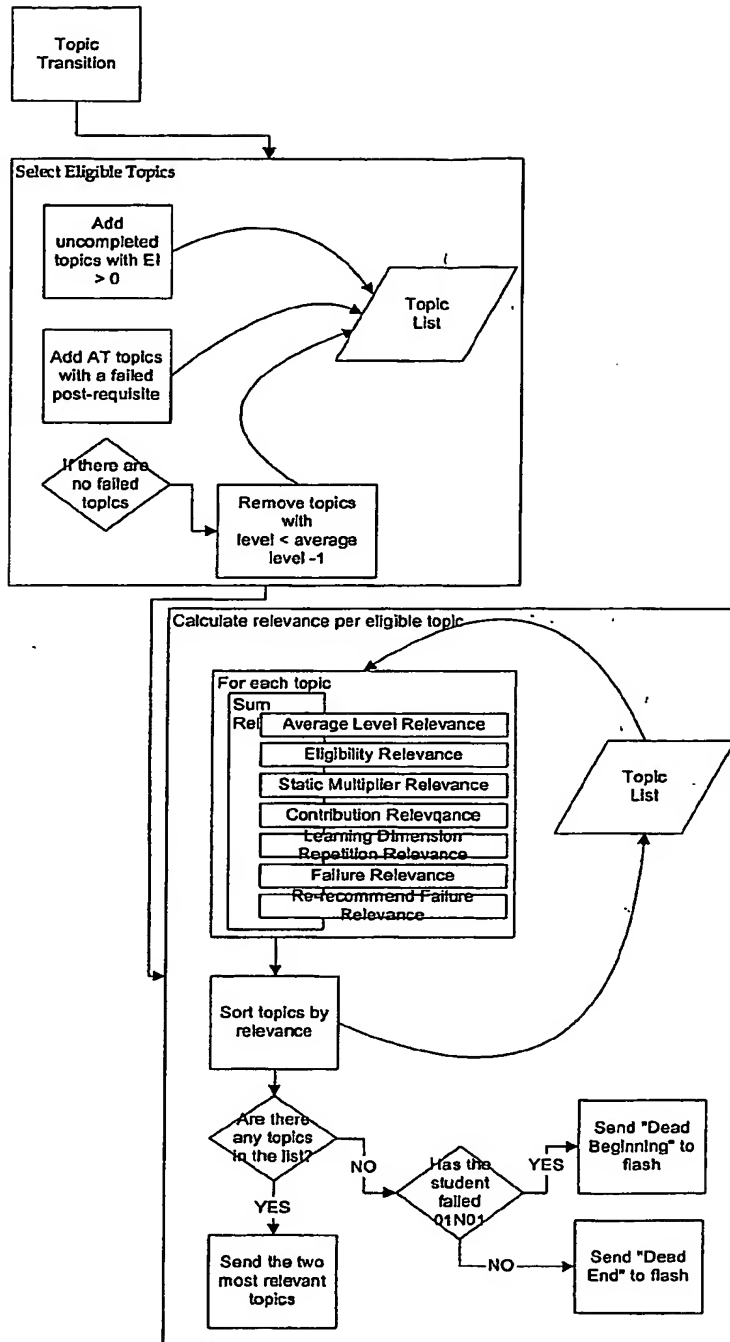 Topic
Transition
Select Eligible Topics
Add
uncompleted
topics with EI
> 0
Topic
List
Add AT topics
with a failed
post-requisite
If there are
no failed
topics
Remove topics
with
level < average
level -1
Calculate relevance per eligible topic
For each topic
Sum
Average Level Relevance
Eligibility Relevance
Static Multiplier Relevance
Contribution Relevqance
Learning Dimension
Repetition Relevance
Failure Relevance
Re-recommend Failure
Relevance
Topic
List
Sort topics by
relevance
Are there
any topics
in the list?
NO
YES
Has the
student
failed
01N01
YES
NO
Send "Dead
Beginning" to
flash
Send the two
most relevant
topics
Send "Dead
End" to flash